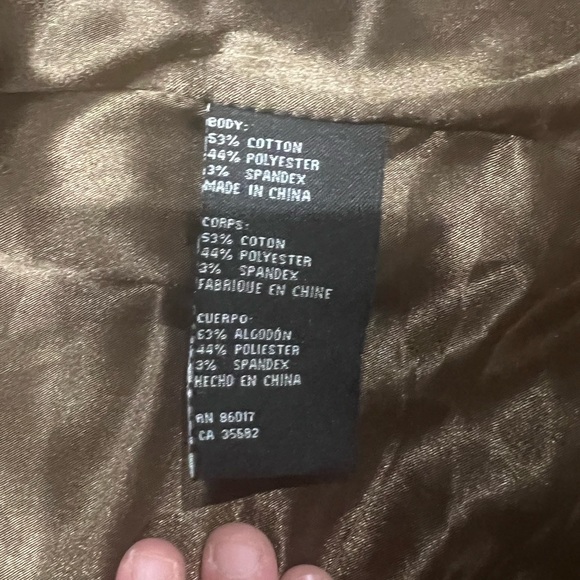 BODY:
53% COTTON
44% POLYESTER
3% SPANDEX
MADE IN CHINA
CORPS:
53% COTON
44% POLYESTER
3% SPANDEX
FABRIQUE EN CHINE
CUERPO:
53% ALGODÓN
44% POLIESTER
3% SPANDEX
HECHO EN CHINA
RN 86017
CA 35582